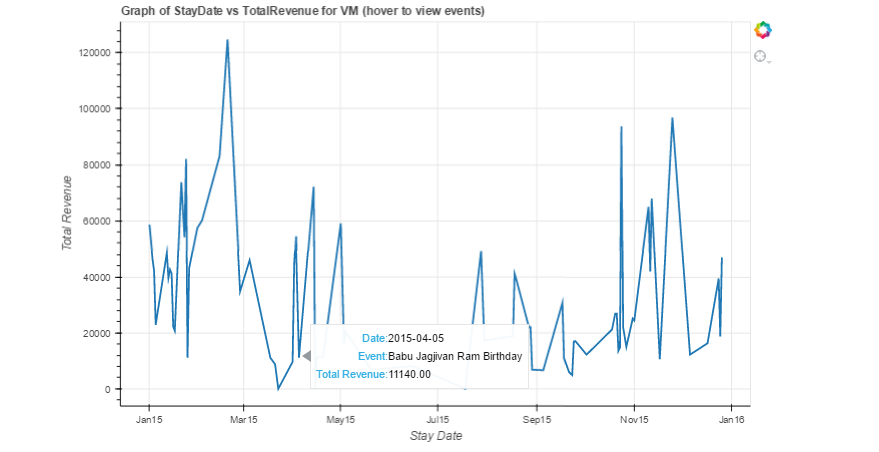 Graph of StayDate vs TotalRevenue for VM (hover to view events)
Total Revenue
120000
100000
80000
60000
40000
20000
0
Date:2015-04-05
Event:Babu Jagjivan Ram Birthday
Total Revenue:11140.00
Jan15
Mar15
May15
Jul15
Sep15
Nov15
Jan16
Stay Date